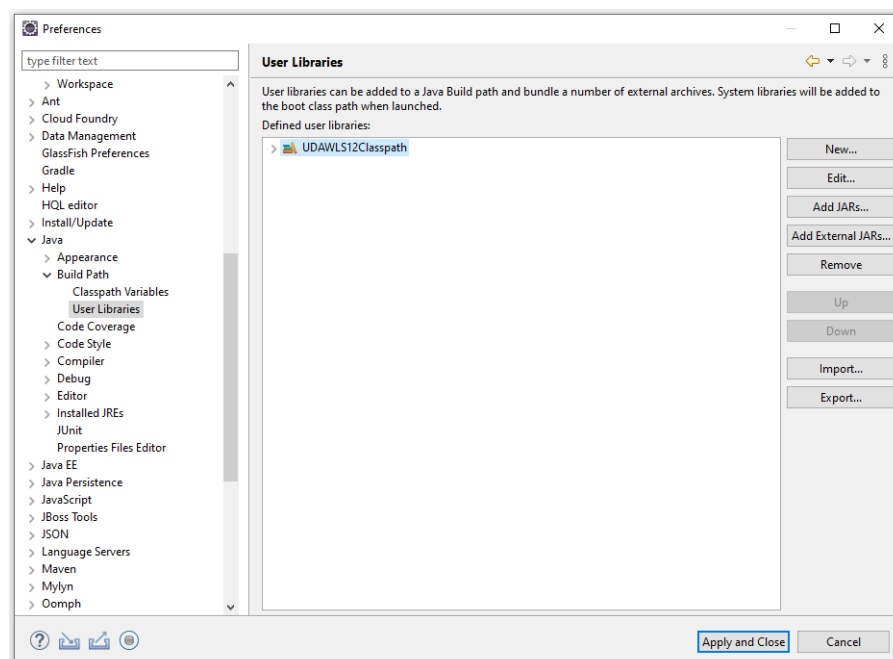 Preferences
type filter text
Workspace
Ant
Cloud Foundry
Data Management
GlassFish Preferences
Gradle
Help
HQL editor
Install/Update
Java
Appearance
Build Path
Classpath Variables
User Libraries
Code Coverage
Code Style
Compiler
Debug
Editor
Installed JREs
JUnit
Properties Files Editor
Java EE
Java Persistence
JavaScript
JBoss Tools
JSON
Language Servers
Maven
Mylyn
Oomph
User Libraries
User libraries can be added to a Java Build path and bundle a number of external archives. System libraries will be added to
the boot class path when launched.
Defined user libraries:
UDAWLS12Classpath
New...
Edit...
Add JARs...
Add External JARs...
Remove
Up
Down
Import...
Export...
Apply and Close
Cancel